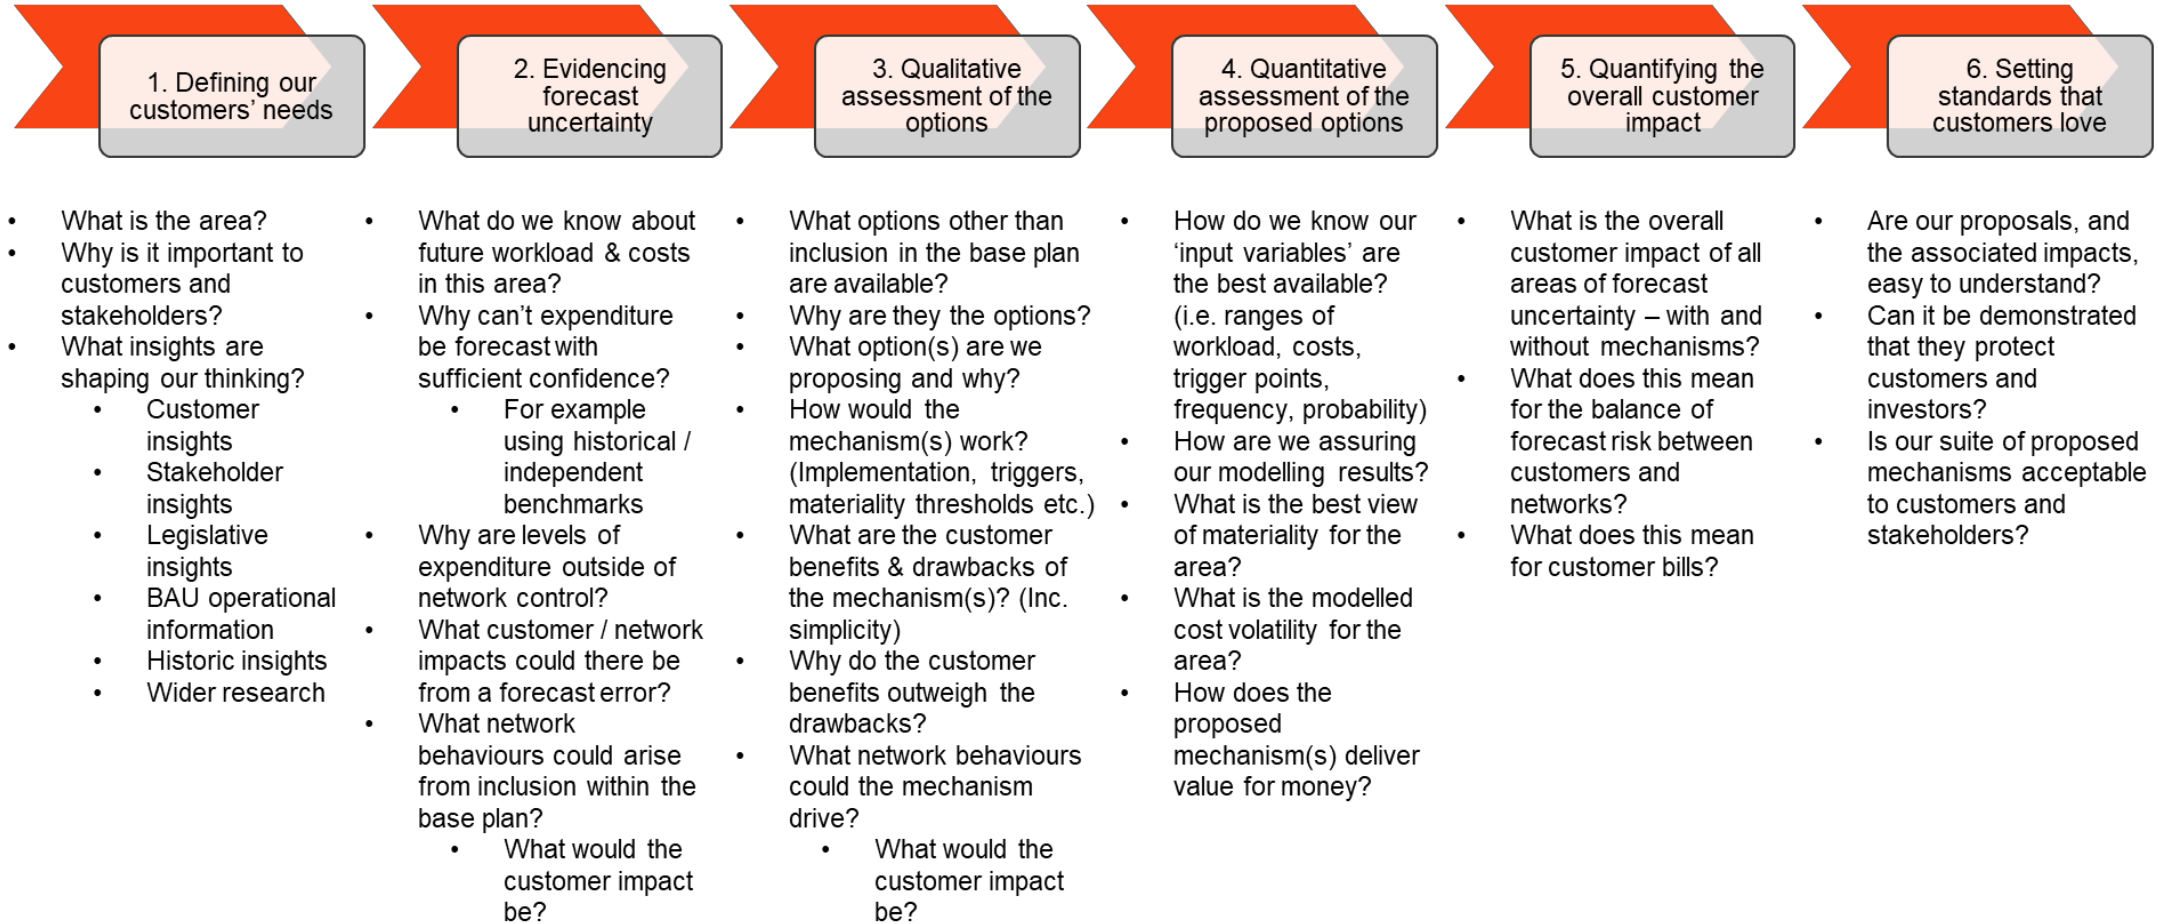 1. Defining our
customers’ needs
2. Evidencing
forecast
uncertainty
3. Qualitative
assessment of the
options
4. Quantitative
assessment of the
proposed options
5. Quantifying the
overall customer
impact
6. Setting
standards that
customers love
• What is the area?
• Why is it important to
customers and
stakeholders?
• What insights are
shaping our thinking?
• Customer
insights
• Stakeholder
insights
• Legislative
insights
• BAU operational
information
• Historic insights
• Wider research
• What do we know about
future workload & costs
in this area?
• Why can’t expenditure
be forecast with
sufficient confidence?
• For example
using historical /
independent
benchmarks
• Why are levels of
expenditure outside of
network control?
• What customer / network
impacts could there be
from a forecast error?
• What network
behaviours could arise
from inclusion within the
base plan?
• What would the
customer impact
be?
• What options other than
inclusion in the base plan
are available?
• Why are they the options?
• What option(s) are we
proposing and why?
• How would the
mechanism(s) work?
(Implementation, triggers,
materiality thresholds etc.)
• What are the customer
benefits & drawbacks of
the mechanism(s)? (Inc.
simplicity)
• Why do the customer
benefits outweigh the
drawbacks?
• What network behaviours
could the mechanism
drive?
• What would the
customer impact
be?
• How do we know our
‘input variables’ are
the best available?
(i.e. ranges of
workload, costs,
trigger points,
frequency, probability)
• How are we assuring
our modelling results?
• What is the best view
of materiality for the
area?
• What is the modelled
cost volatility for the
area?
• How does the
proposed
mechanism(s) deliver
value for money?
• What is the overall
customer impact of all
areas of forecast
uncertainty – with and
without mechanisms?
• What does this mean
for the balance of
forecast risk between
customers and
networks?
• What does this mean
for customer bills?
• Are our proposals, and
the associated impacts,
easy to understand?
• Can it be demonstrated
that they protect
customers and
investors?
• Is our suite of proposed
mechanisms acceptable
to customers and
stakeholders?